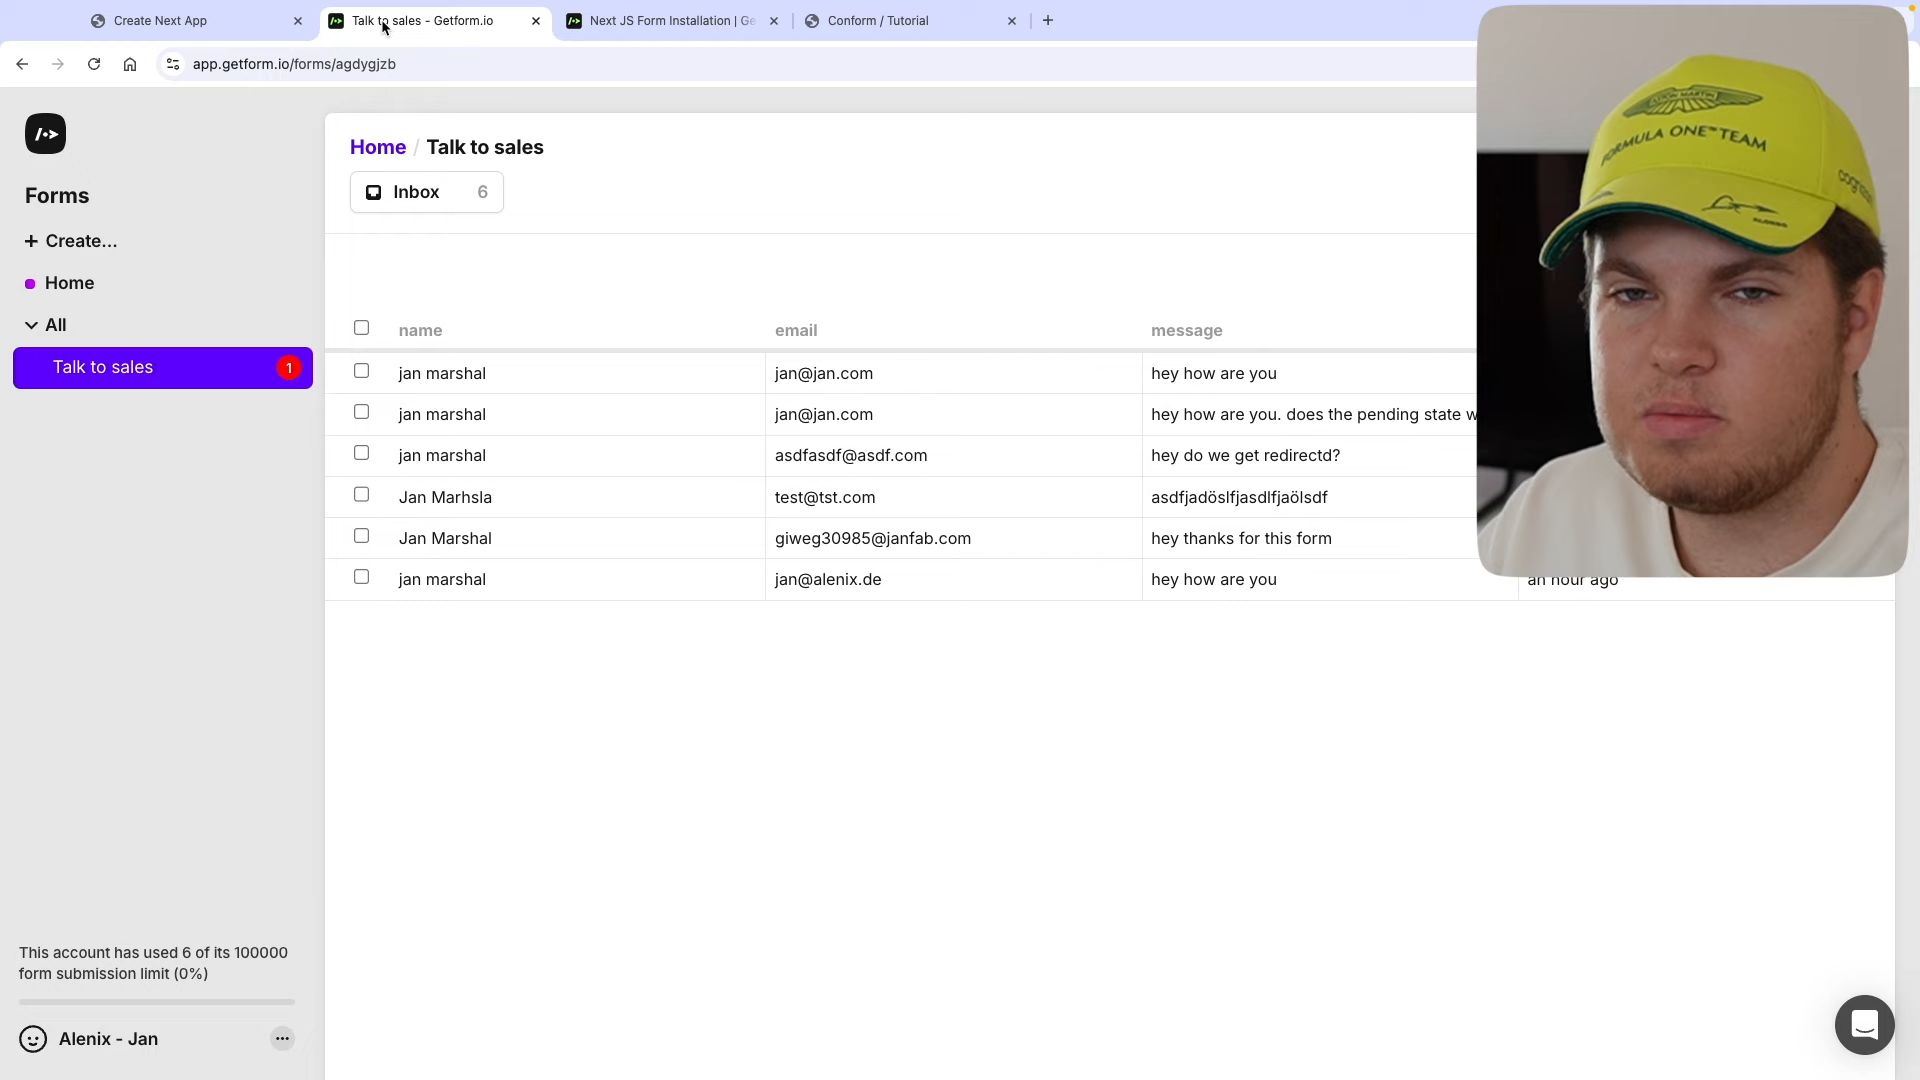 Create Next App
Talk to sales - Getform.io
Next JS Form Installation | Ge
Conform / Tutorial
app.getform.io/forms/agdygjzb
Forms
Create...
Home
All
Talk to sales 1
This account has used 6 of its 100000
form submission limit (0%)
Alenix - Jan
Home / Talk to sales
Inbox 6
name email message
jan marshal jan@jan.com hey how are you
jan marshal jan@jan.com hey how are you. does the pending state w
jan marshal asdfasdf@asdf.com hey do we get redirectd?
Jan Marhsla test@tst.com asdfjadöslfjasdlfjaölsdf
Jan Marshal giweg30985@janfab.com hey thanks for this form
jan marshal jan@alenix.de hey how are you an hour ago
ASTON MARTIN
FORMULA ONE™ TEAM